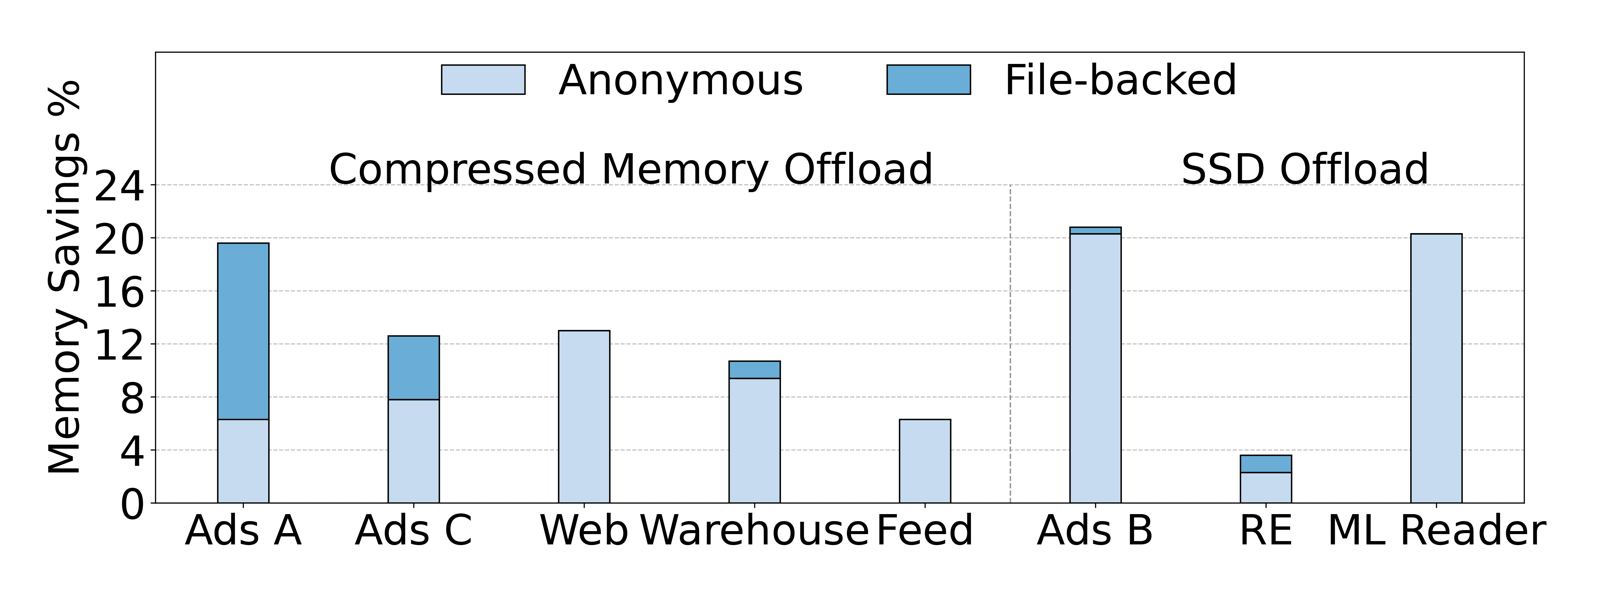 Anonymous File-backed
Compressed Memory Offload SSD Offload
Memory Savings %
24
20
16
12
8
4
0
Ads A Ads C Web Warehouse Feed Ads B RE ML Reader